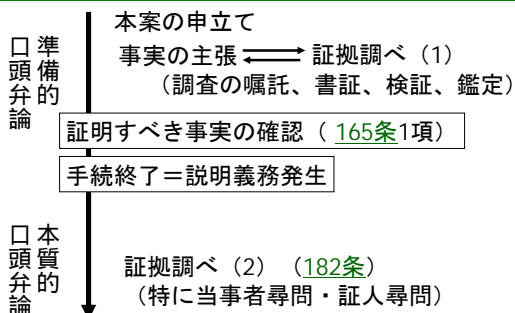 準備的
口頭弁論
本案の申立て
事実の主張 ⇄ 証拠調べ（1）
（調査の嘱託、書証、検証、鑑定）
証明すべき事実の確認（ 165条1項）
手続終了＝説明義務発生
本質的
口頭弁論
証拠調べ（2）（182条）
（特に当事者尋問・証人尋問）